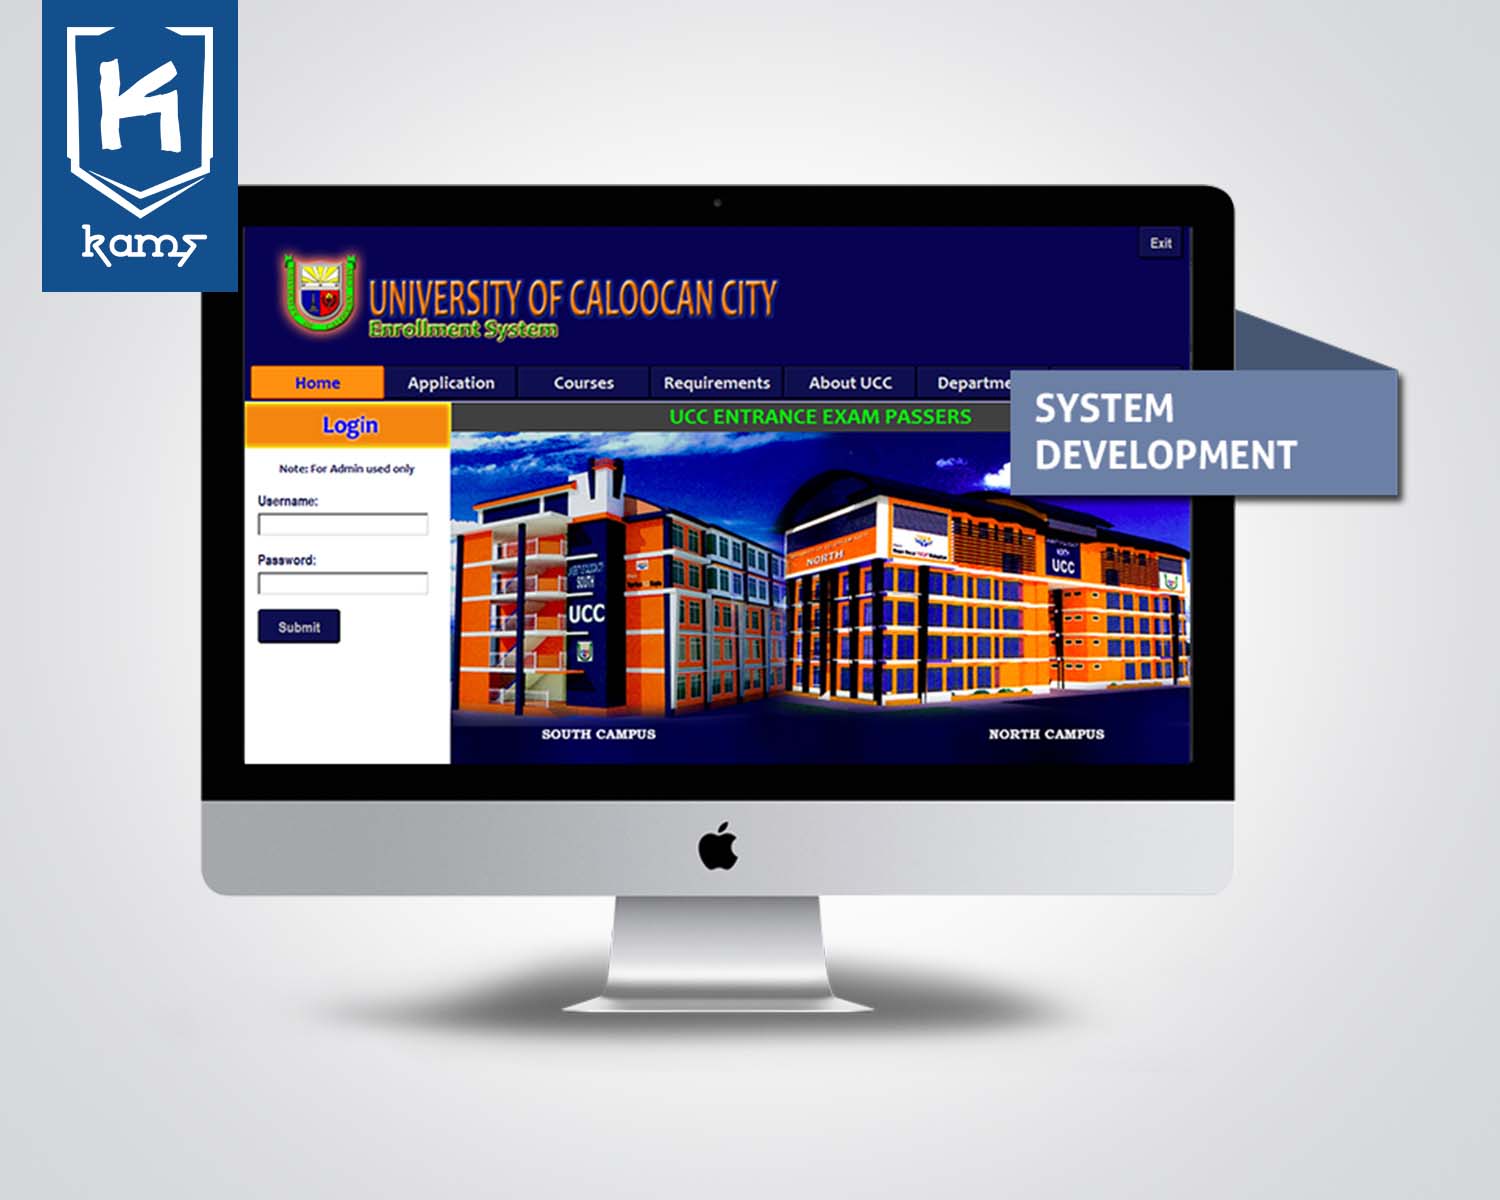 K
kams
Exit
UNIVERSITY OF CALOOCAN CITY
Enrollment System
Home
Application
Courses
Requirements
About UCC
Departme
SYSTEM
DEVELOPMENT
Login
UCC ENTRANCE EXAM PASSERS
Note: For Admin used only
Username:
Password:
Submit
SOUTH
UCC
NORTH
UCC
SOUTH CAMPUS
NORTH CAMPUS